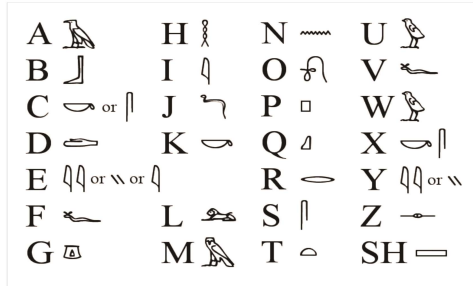 A H N U
B I O V
C or J P W
D K Q X
E or or R Y or
F L S Z
G M T SH